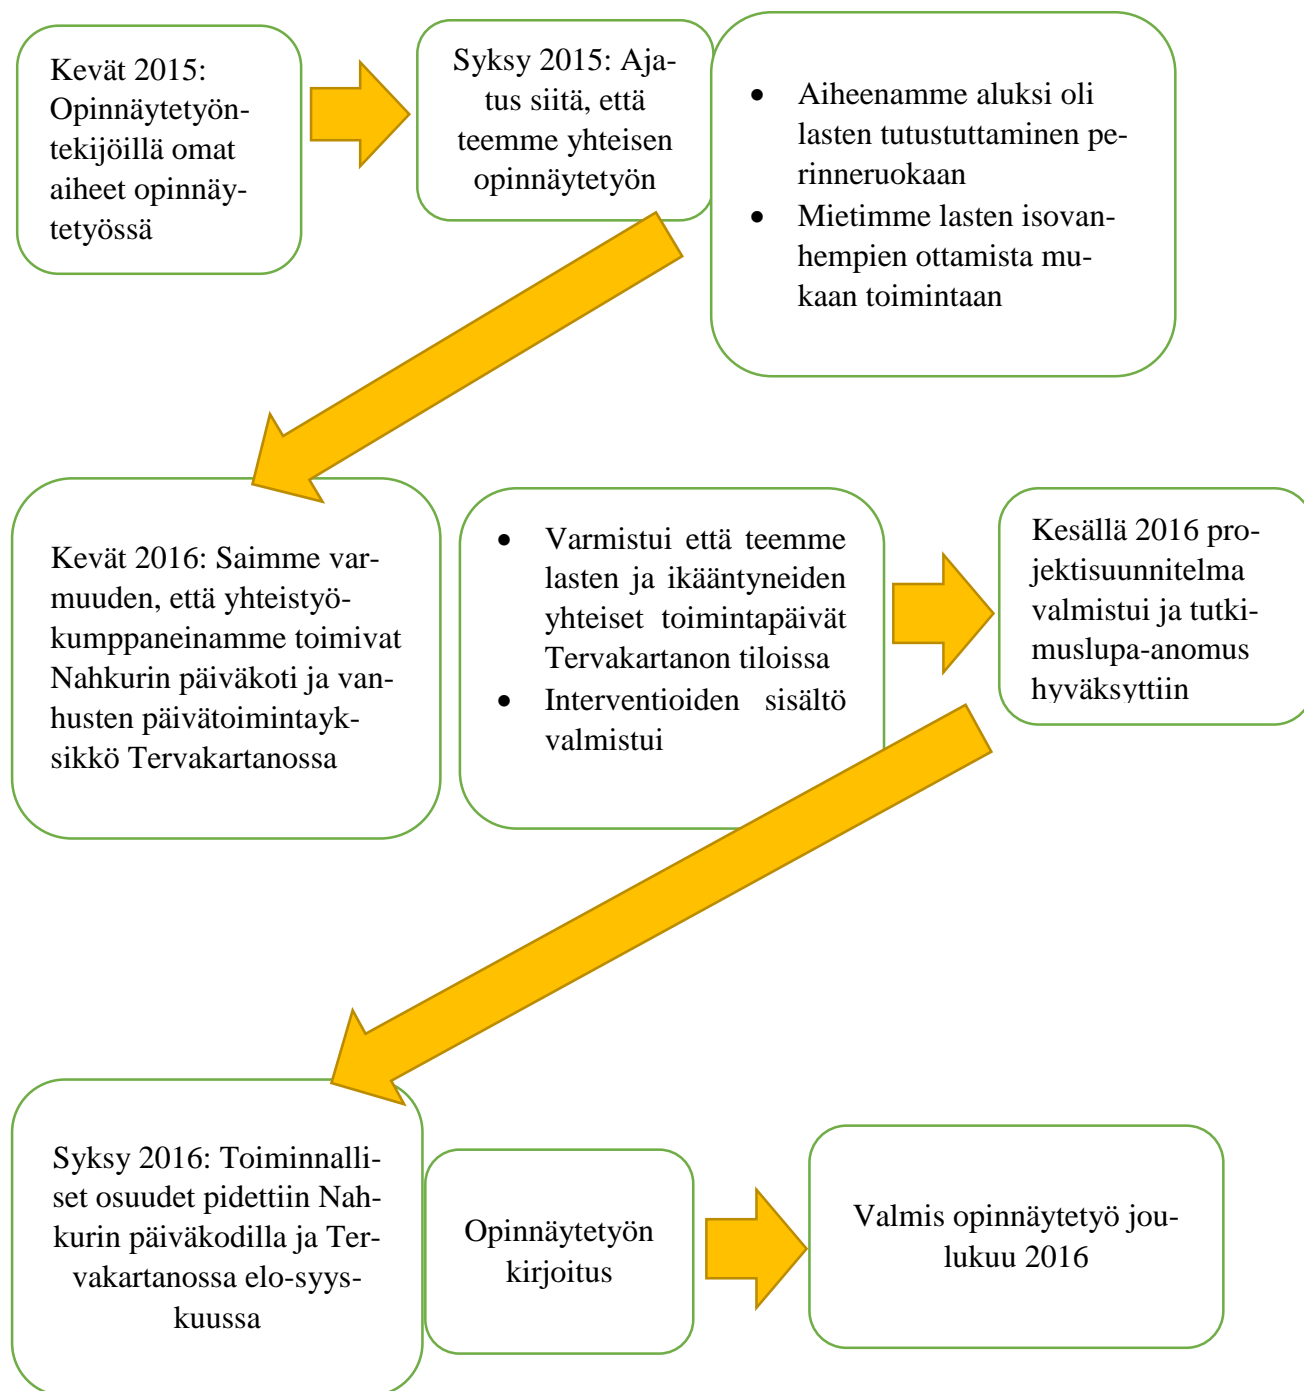 Kevät 2015:
Opinnäytetyön-
tekijöillä omat
aiheet opinnäy-
tetyössä
Syksy 2015: Aja-
tus siitä, että
teemme yhteisen
opinnäytetyön
• Aiheenamme aluksi oli
lasten tutustuttaminen pe-
rinneruokaan
• Mietimme lasten isovan-
hempien ottamista mu-
kaan toimintaan
Kevät 2016: Saimme var-
muuden, että yhteistyö-
kumppaneinamme toimivat
Nahkurin päiväkoti ja van-
husten päivätoimintayk-
sikkö Tervakartanossa
• Varmistui että teemme
lasten ja ikääntyneiden
yhteiset toimintapäivät
Tervakartanon tiloissa
• Interventioiden sisältö
valmistui
Kesällä 2016 pro-
jektisuunnitelma
valmistui ja tutki-
muslupa-anomus
hyväksyttiin
Syksy 2016: Toiminnalli-
set osuudet pidettiin Nah-
kurin päiväkodilla ja Ter-
vakartanossa elo-syys-
kuussa
Opinnäytetyön
kirjoitus
Valmis opinnäytetyö jou-
lukuu 2016